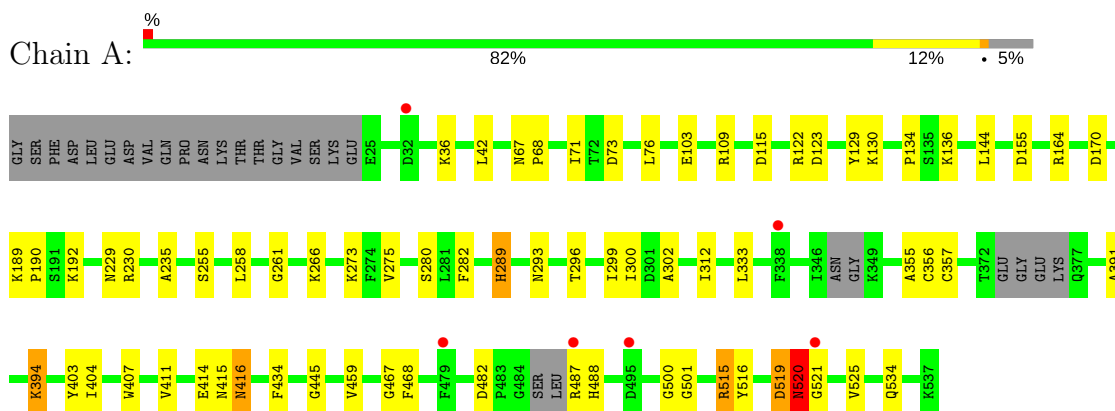 %
Chain A:
82% 12% • 5%
GLY SER PHE ASP LEU GLU ASP VAL GLN PRO ASN LYS THR THR GLY VAL SER LYS GLU E25 D32 K36 L42 N67 P68 I71 T72 D73 L76 E103 R109 D115 R122 D123 Y129 K130 P134 S135 K136 L144 D155 R164 D170
K189 P190 S191 K192 N229 R230 A235 S255 L258 G261 K266 K273 F274 V275 S280 L281 F282 H289 N293 T296 I299 I300 D301 A302 I312 L333 F338 I346 ASN GLY K349 A355 C356 C357 T372 GLU GLY GLU LYS Q377 A391
K394 Y403 I404 W407 V411 E414 N415 N416 F434 G445 V459 G467 F468 F479 D482 P483 G484 SER LEU R487 H488 D495 G500 G501 R515 Y516 D519 N520 G521 V525 Q534 K537